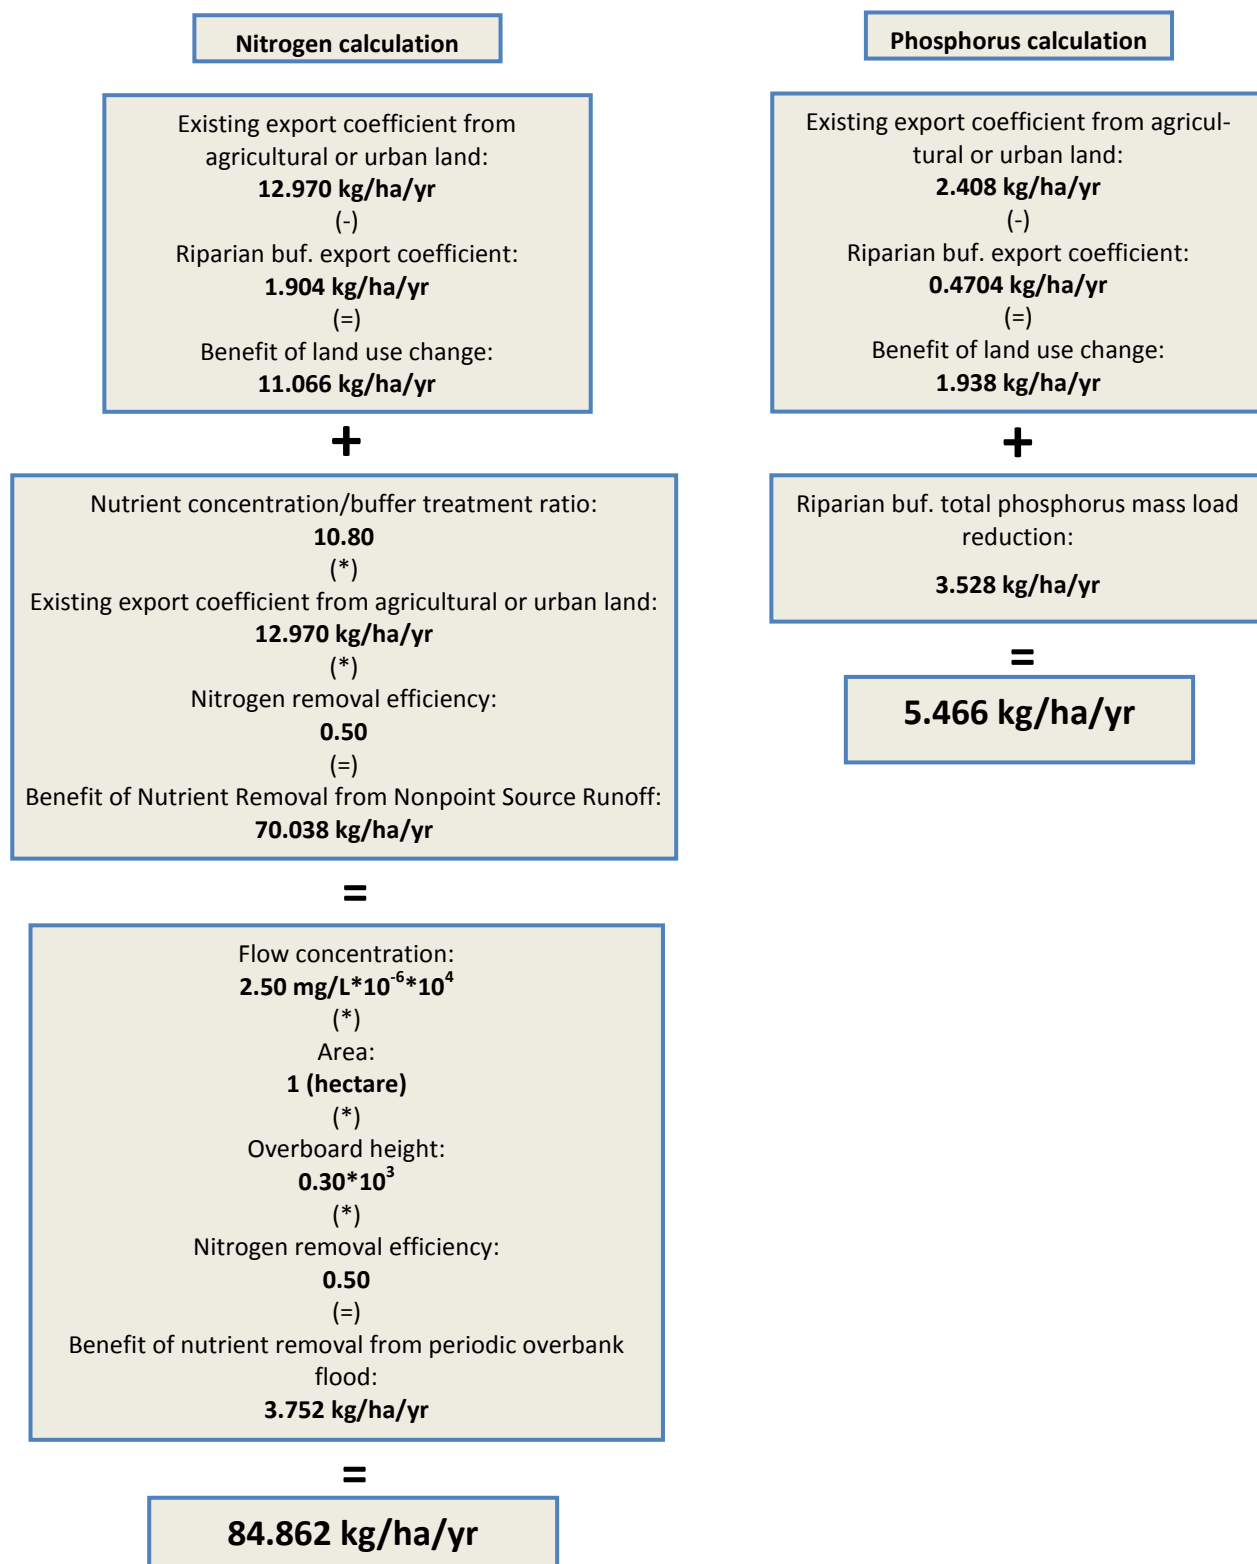 Nitrogen calculation
Existing export coefficient from
agricultural or urban land:
12.970 kg/ha/yr
(-)
Riparian buf. export coefficient:
1.904 kg/ha/yr
(=)
Benefit of land use change:
11.066 kg/ha/yr
+
Nutrient concentration/buffer treatment ratio:
10.80
(*)
Existing export coefficient from agricultural or urban land:
12.970 kg/ha/yr
(*)
Nitrogen removal efficiency:
0.50
(=)
Benefit of Nutrient Removal from Nonpoint Source Runoff:
70.038 kg/ha/yr
=
Flow concentration:
2.50 mg/L*10⁻⁶*10⁴
(*)
Area:
1 (hectare)
(*)
Overboard height:
0.30*10³
(*)
Nitrogen removal efficiency:
0.50
(=)
Benefit of nutrient removal from periodic overbank
flood:
3.752 kg/ha/yr
=
84.862 kg/ha/yr
Phosphorus calculation
Existing export coefficient from agricul-
tural or urban land:
2.408 kg/ha/yr
(-)
Riparian buf. export coefficient:
0.4704 kg/ha/yr
(=)
Benefit of land use change:
1.938 kg/ha/yr
+
Riparian buf. total phosphorus mass load
reduction:
3.528 kg/ha/yr
=
5.466 kg/ha/yr